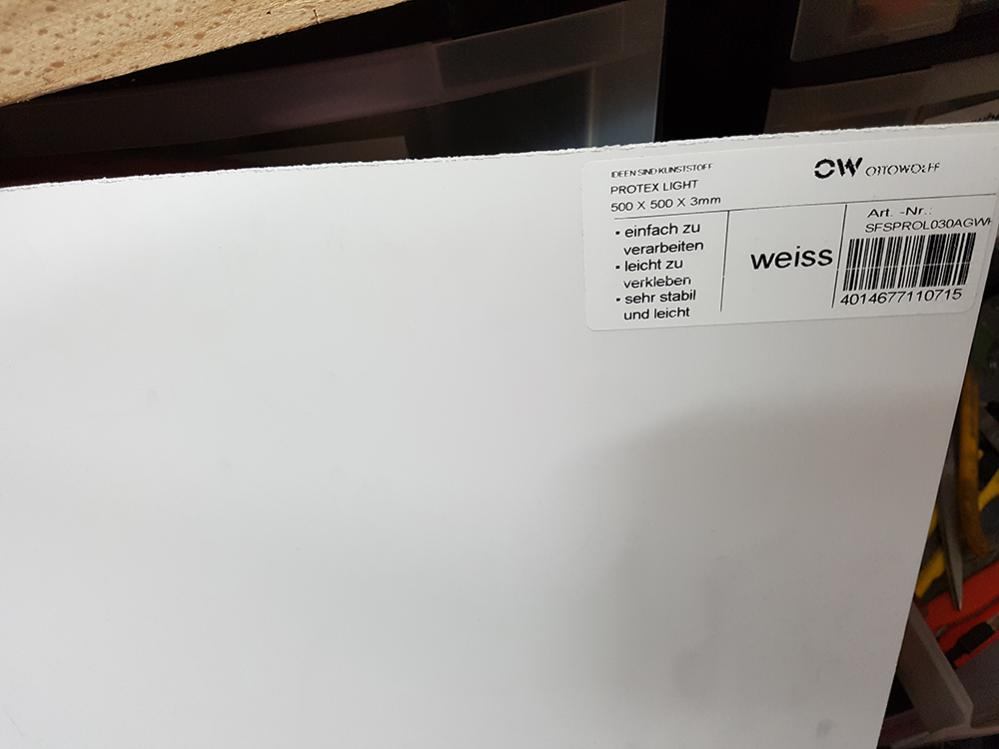 IDEEN SIND KUNSTSTOFF
PROTEX LIGHT
500 X 500 X 3mm
OW OTTOWOLFF
• einfach zu
verarbeiten
• leicht zu
verkleben
• sehr stabil
und leicht
weiss
Art. -Nr.:
SFSPROL030AGW
4014677110715